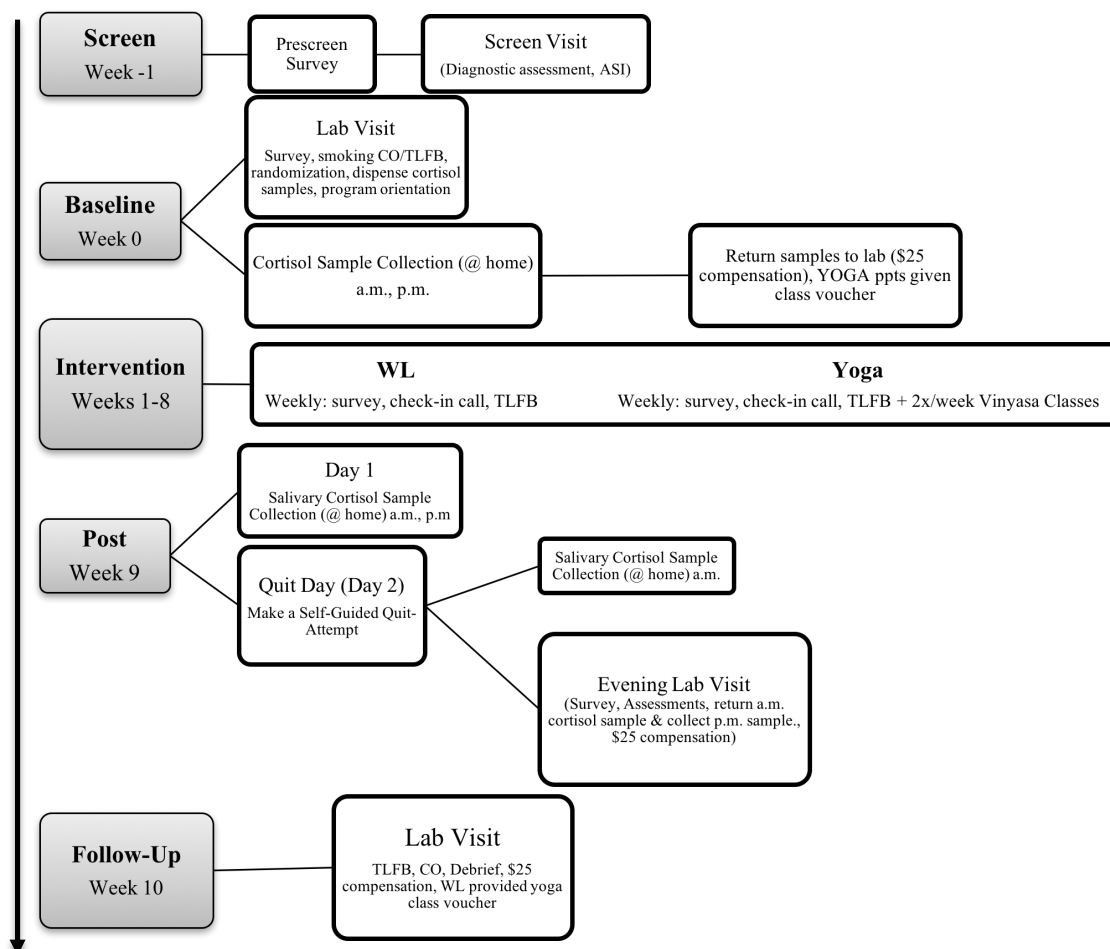 Screen
Week -1
Prescreen
Survey
Screen Visit
(Diagnostic assessment, ASI)
Baseline
Week 0
Lab Visit
Survey, smoking CO/TLFB,
randomization, dispense cortisol
samples, program orientation
Cortisol Sample Collection (@ home)
a.m., p.m.
Return samples to lab ($25
compensation), YOGA ppts given
class voucher
Intervention
Weeks 1-8
WL
Weekly: survey, check-in call, TLFB
Yoga
Weekly: survey, check-in call, TLFB + 2x/week Vinyasa Classes
Post
Week 9
Day 1
Salivary Cortisol Sample
Collection (@ home) a.m., p.m
Quit Day (Day 2)
Make a Self-Guided Quit-
Attempt
Salivary Cortisol Sample
Collection (@ home) a.m.
Evening Lab Visit
(Survey, Assessments, return a.m.
cortisol sample & collect p.m. sample.,
$25 compensation)
Follow-Up
Week 10
Lab Visit
TLFB, CO, Debrief, $25
compensation, WL provided yoga
class voucher